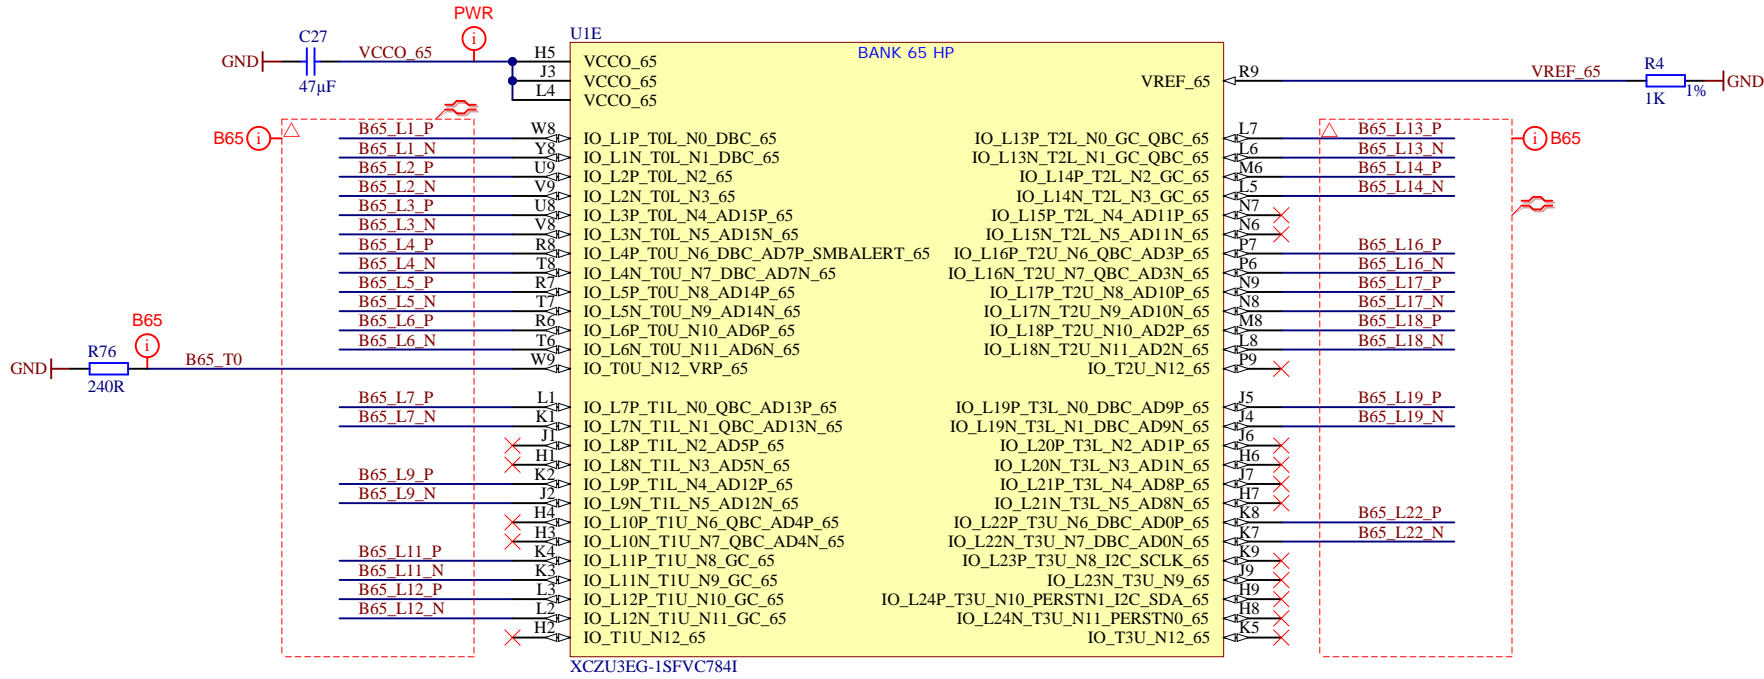 PWR
U1E
BANK 65 HP
C27
GND VCCO_65 H5 VCCO_65
47µF
J3 VCCO_65
L4 VCCO_65
VREF_65 R9 VREF_65 R4 GND
1K 1%
B65 B65
B65_L1_P W8 IO_L1P_T0L_N0_DBC_65 IO_L13P_T2L_N0_GC_QBC_65 L7 B65_L13_P
B65_L1_N Y8 IO_L1N_T0L_N1_DBC_65 IO_L13N_T2L_N1_GC_QBC_65 L6 B65_L13_N
B65_L2_P U9 IO_L2P_T0L_N2_65 IO_L14P_T2L_N2_GC_65 M6 B65_L14_P
B65_L2_N V9 IO_L2N_T0L_N3_65 IO_L14N_T2L_N3_GC_65 L5 B65_L14_N
B65_L3_P U8 IO_L3P_T0L_N4_AD15P_65 IO_L15P_T2L_N4_AD11P_65 N7
B65_L3_N V8 IO_L3N_T0L_N5_AD15N_65 IO_L15N_T2L_N5_AD11N_65 N6
B65_L4_P R8 IO_L4P_T0U_N6_DBC_AD7P_SMBALERT_65 IO_L16P_T2U_N6_QBC_AD3P_65 P7 B65_L16_P
B65_L4_N T8 IO_L4N_T0U_N7_DBC_AD7N_65 IO_L16N_T2U_N7_QBC_AD3N_65 P6 B65_L16_N
B65_L5_P R7 IO_L5P_T0U_N8_AD14P_65 IO_L17P_T2U_N8_AD10P_65 N9 B65_L17_P
B65_L5_N T7 IO_L5N_T0U_N9_AD14N_65 IO_L17N_T2U_N9_AD10N_65 N8 B65_L17_N
B65_L6_P R6 IO_L6P_T0U_N10_AD6P_65 IO_L18P_T2U_N10_AD2P_65 M8 B65_L18_P
B65_L6_N T6 IO_L6N_T0U_N11_AD6N_65 IO_L18N_T2U_N11_AD2N_65 L8 B65_L18_N
B65
R76
GND B65_T0 W9 IO_T0U_N12_VRP_65 IO_T2U_N12_65 P9
240R
B65_L7_P L1 IO_L7P_T1L_N0_QBC_AD13P_65 IO_L19P_T3L_N0_DBC_AD9P_65 J5 B65_L19_P
B65_L7_N K1 IO_L7N_T1L_N1_QBC_AD13N_65 IO_L19N_T3L_N1_DBC_AD9N_65 J4 B65_L19_N
J1 IO_L8P_T1L_N2_AD5P_65 IO_L20P_T3L_N2_AD1P_65 J6
H1 IO_L8N_T1L_N3_AD5N_65 IO_L20N_T3L_N3_AD1N_65 H6
B65_L9_P K2 IO_L9P_T1L_N4_AD12P_65 IO_L21P_T3L_N4_AD8P_65 J7
B65_L9_N J2 IO_L9N_T1L_N5_AD12N_65 IO_L21N_T3L_N5_AD8N_65 H7
H4 IO_L10P_T1U_N6_QBC_AD4P_65 IO_L22P_T3U_N6_DBC_AD0P_65 K8 B65_L22_P
H3 IO_L10N_T1U_N7_QBC_AD4N_65 IO_L22N_T3U_N7_DBC_AD0N_65 K7 B65_L22_N
B65_L11_P K4 IO_L11P_T1U_N8_GC_65 IO_L23P_T3U_N8_I2C_SCLK_65 K9
B65_L11_N K3 IO_L11N_T1U_N9_GC_65 IO_L23N_T3U_N9_65 J9
B65_L12_P L3 IO_L12P_T1U_N10_GC_65 IO_L24P_T3U_N10_PERSTN1_I2C_SDA_65 H9
B65_L12_N L2 IO_L12N_T1U_N11_GC_65 IO_L24N_T3U_N11_PERSTN0_65 H8
H2 IO_T1U_N12_65 IO_T3U_N12_65 K5
XCZU3EG-1SFVC784I